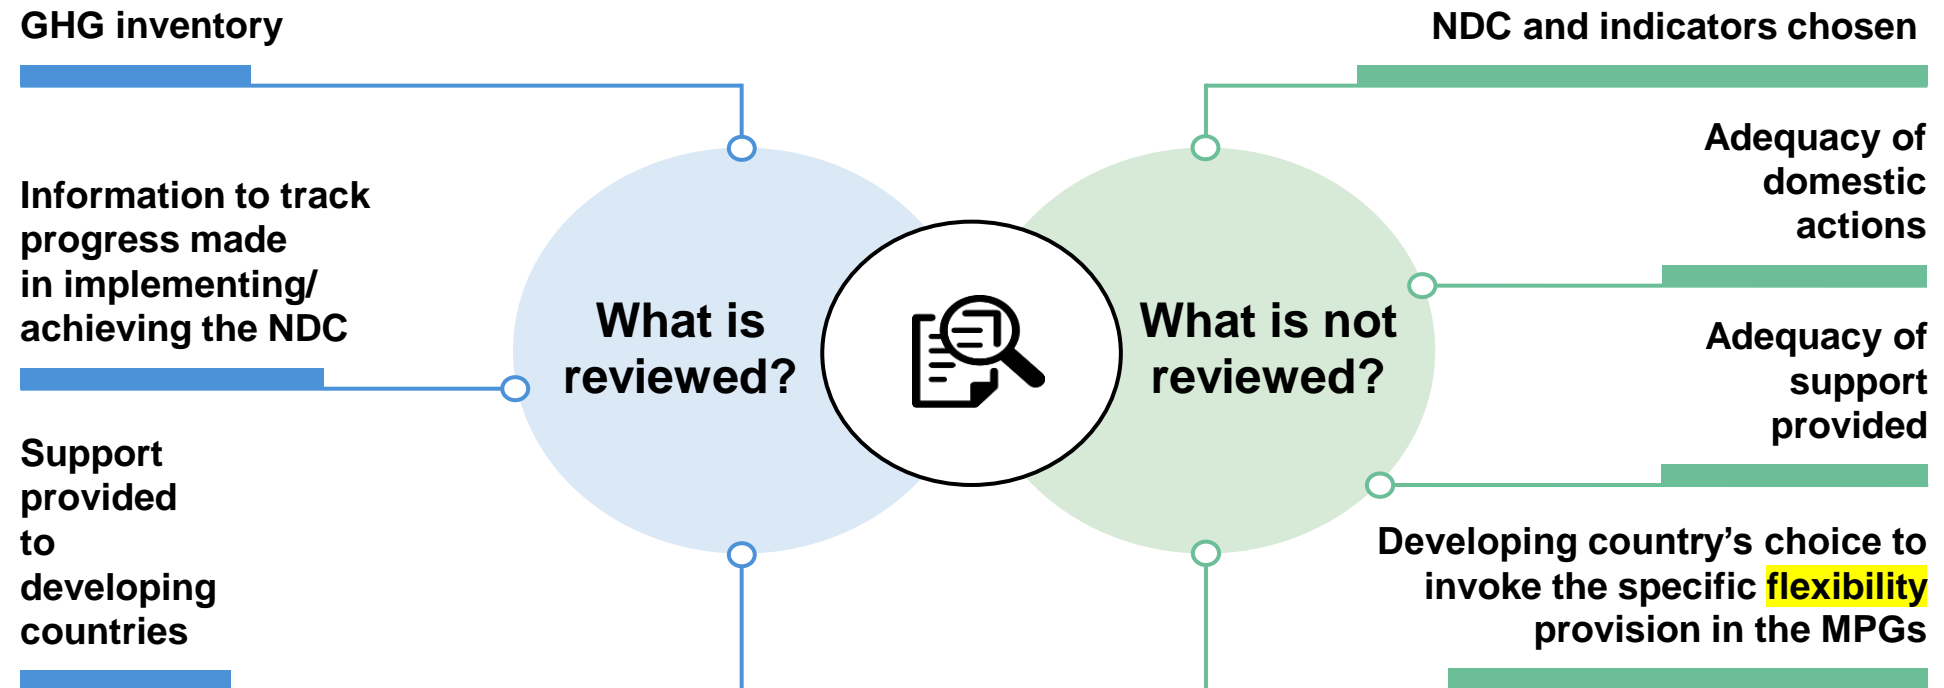 GHG inventory
Information to track
progress made
in implementing/
achieving the NDC
Support
provided
to
developing
countries
What is
reviewed?
What is not
reviewed?
NDC and indicators chosen
Adequacy of
domestic
actions
Adequacy of
support
provided
Developing country’s choice to
invoke the specific flexibility
provision in the MPGs